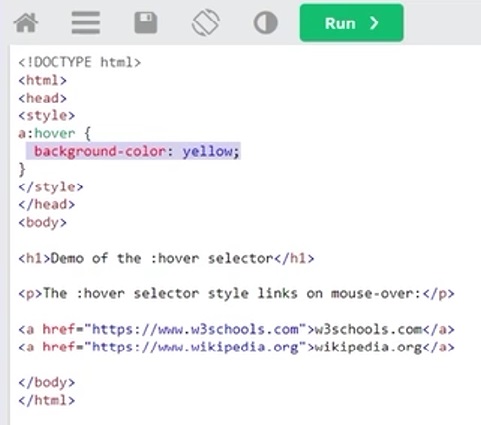 Run ❯
<!DOCTYPE html>
<html>
<head>
<style>
a:hover {
  background-color: yellow;
}
</style>
</head>
<body>

<h1>Demo of the :hover selector</h1>

<p>The :hover selector style links on mouse-over:</p>

<a href="https://www.w3schools.com">w3schools.com</a>
<a href="https://www.wikipedia.org">wikipedia.org</a>

</body>
</html>